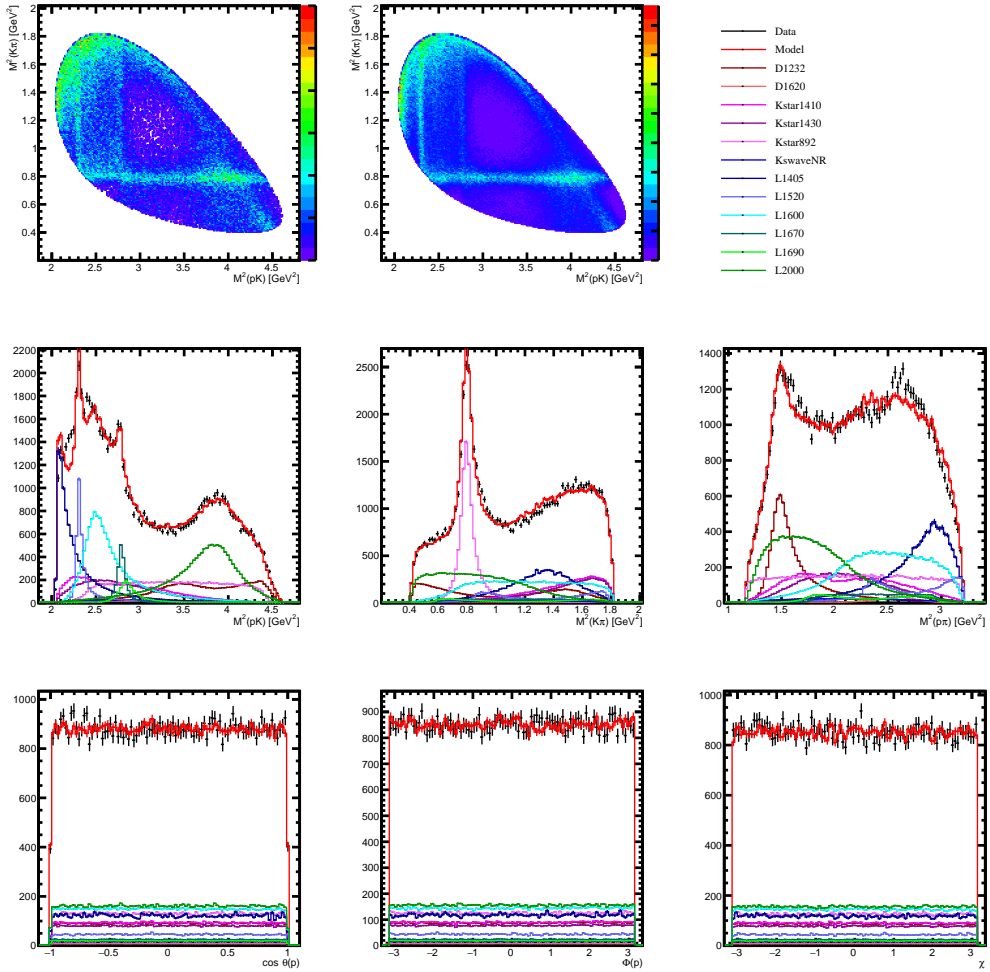 M²(Kπ) [GeV²]
1.8
1.6
1.4
1.2
1
0.8
0.6
0.4
2 2.5 3 3.5 4 4.5
M²(pK) [GeV²]
M²(Kπ) [GeV²]
1.8
1.6
1.4
1.2
1
0.8
0.6
0.4
2 2.5 3 3.5 4 4.5
M²(pK) [GeV²]
Data
Model
D1232
D1620
Kstar1410
Kstar1430
Kstar892
KswaveNR
L1405
L1520
L1600
L1670
L1690
L2000
2200
2000
1800
1600
1400
1200
1000
800
600
400
200
0
2 2.5 3 3.5 4 4.5
M²(pK) [GeV²]
2500
2000
1500
1000
500
0
0.4 0.6 0.8 1 1.2 1.4 1.6 1.8 2
M²(Kπ) [GeV²]
1400
1200
1000
800
600
400
200
0
1 1.5 2 2.5 3
M²(pπ) [GeV²]
1000
800
600
400
200
0
−1 −0.5 0 0.5 1
cos θ(p)
900
800
700
600
500
400
300
200
100
0
−3 −2 −1 0 1 2 3
Φ(p)
1000
800
600
400
200
0
−3 −2 −1 0 1 2 3
χ